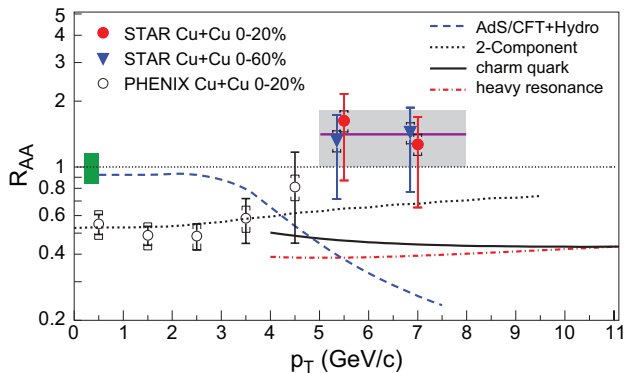 STAR Cu+Cu 0-20%
STAR Cu+Cu 0-60%
PHENIX Cu+Cu 0-20%
AdS/CFT+Hydro
2-Component
charm quark
heavy resonance
R_AA
5
2
1
0.8
0.6
0.4
0.2
0 1 2 3 4 5 6 7 8 9 10 11
p_T (GeV/c)